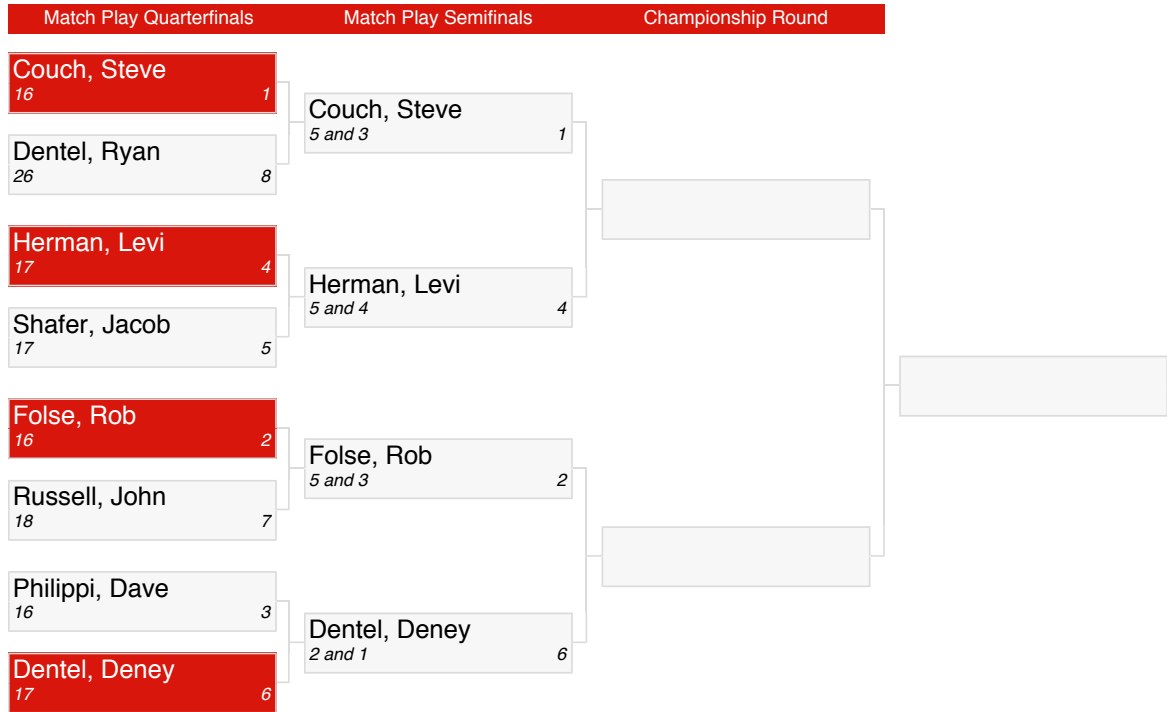 Match Play Quarterfinals Match Play Semifinals Championship Round
Couch, Steve
16 1
Dentel, Ryan
26 8
Herman, Levi
17 4
Shafer, Jacob
17 5
Folse, Rob
16 2
Russell, John
18 7
Philippi, Dave
16 3
Dentel, Deney
17 6
Couch, Steve
5 and 3 1
Herman, Levi
5 and 4 4
Folse, Rob
5 and 3 2
Dentel, Deney
2 and 1 6